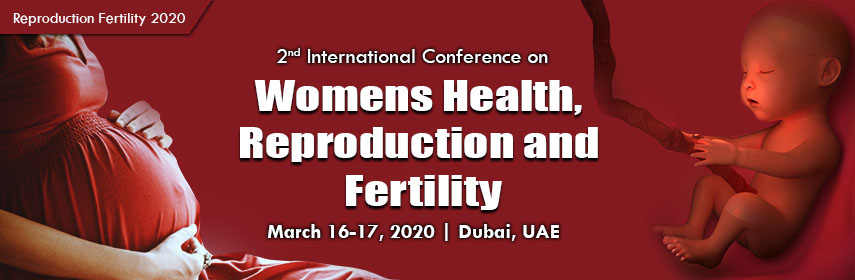 Reproduction Fertility 2020
2nd International Conference on
Womens Health,
Reproduction and
Fertility
March 16-17, 2020 | Dubai, UAE